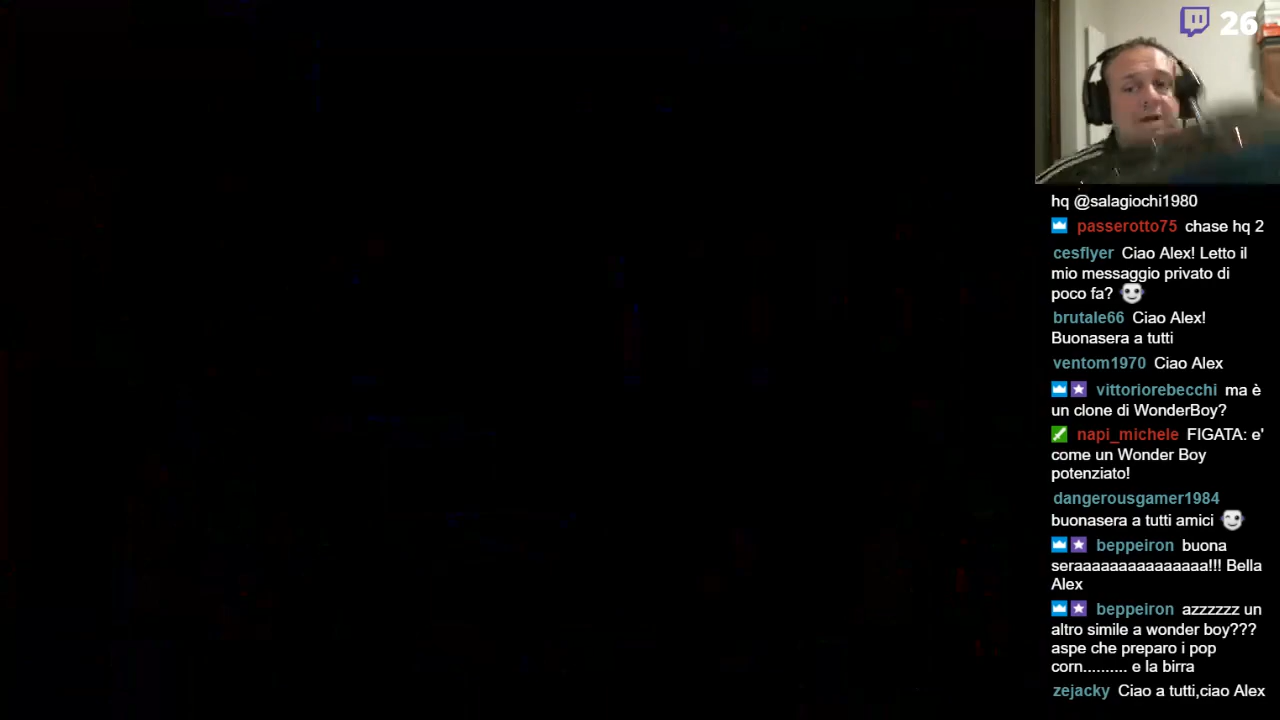 26
hq @salagiochi1980
passerotto75 chase hq 2
cesflyer Ciao Alex! Letto il
mio messaggio privato di
poco fa?
brutale66 Ciao Alex!
Buonasera a tutti
ventom1970 Ciao Alex
vittoriorebecchi ma è
un clone di WonderBoy?
napi_michele FIGATA: e'
come un Wonder Boy
potenziato!
dangerousgamer1984
buonasera a tutti amici
beppeiron buona
seraaaaaaaaaaaaaaa!!! Bella
Alex
beppeiron azzzzzz un
altro simile a wonder boy???
aspe che preparo i pop
corn.......... e la birra
zejacky Ciao a tutti,ciao Alex